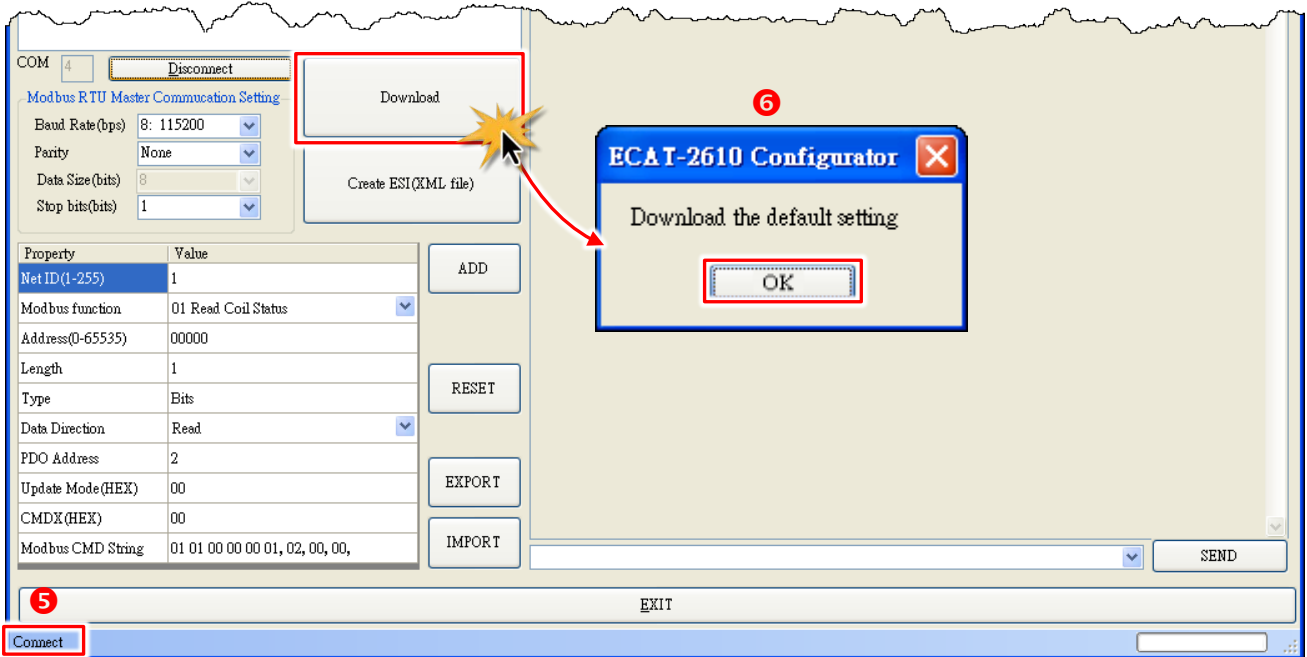 COM 4 Disconnect
Modbus RTU Master Commucation Setting
Baud Rate(bps) 8: 115200
Parity None
Data Size(bits) 8
Stop bits(bits) 1
Download
Create ESI(XML file)
❻
ECAT-2610 Configurator
Download the default setting
OK
Property Value
Net ID(1-255) 1
Modbus function 01 Read Coil Status
Address(0-65535) 00000
Length 1
Type Bits
Data Direction Read
PDO Address 2
Update Mode(HEX) 00
CMDX(HEX) 00
Modbus CMD String 01 01 00 00 00 01, 02, 00, 00,
ADD
RESET
EXPORT
IMPORT
SEND
❺
EXIT
Connect